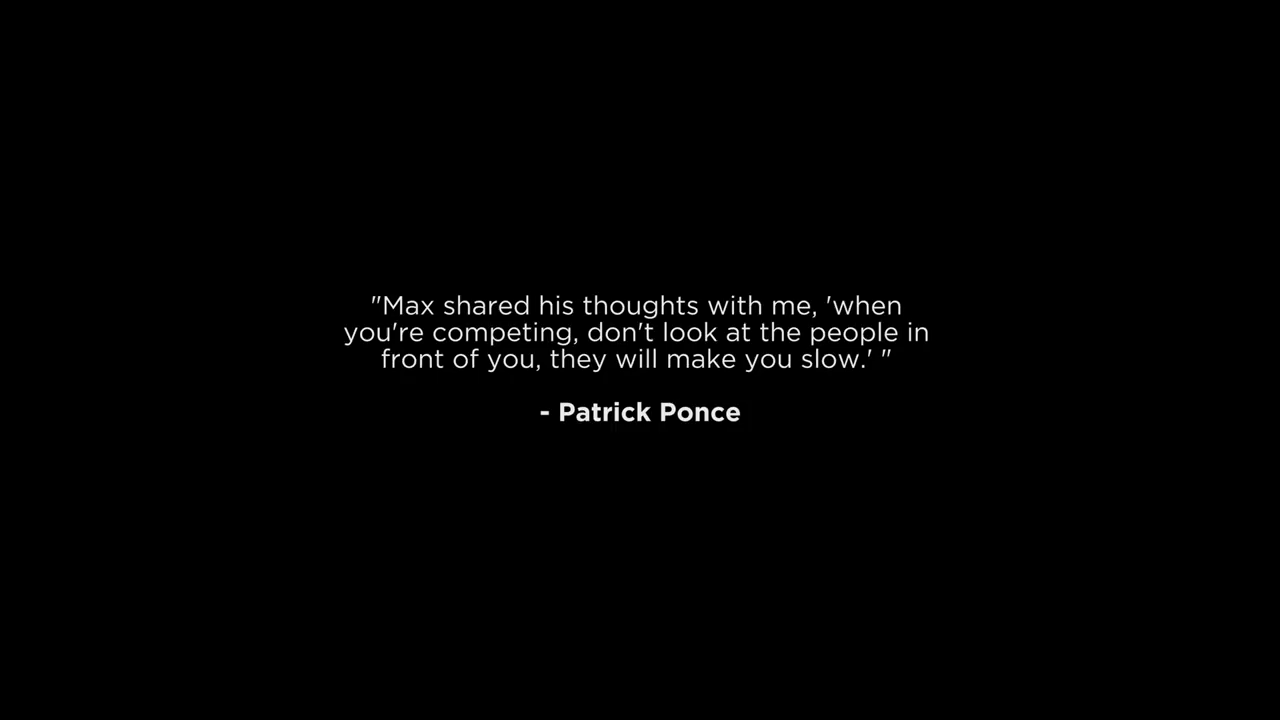 "Max shared his thoughts with me, 'when
you're competing, don't look at the people in
front of you, they will make you slow.' "
- Patrick Ponce